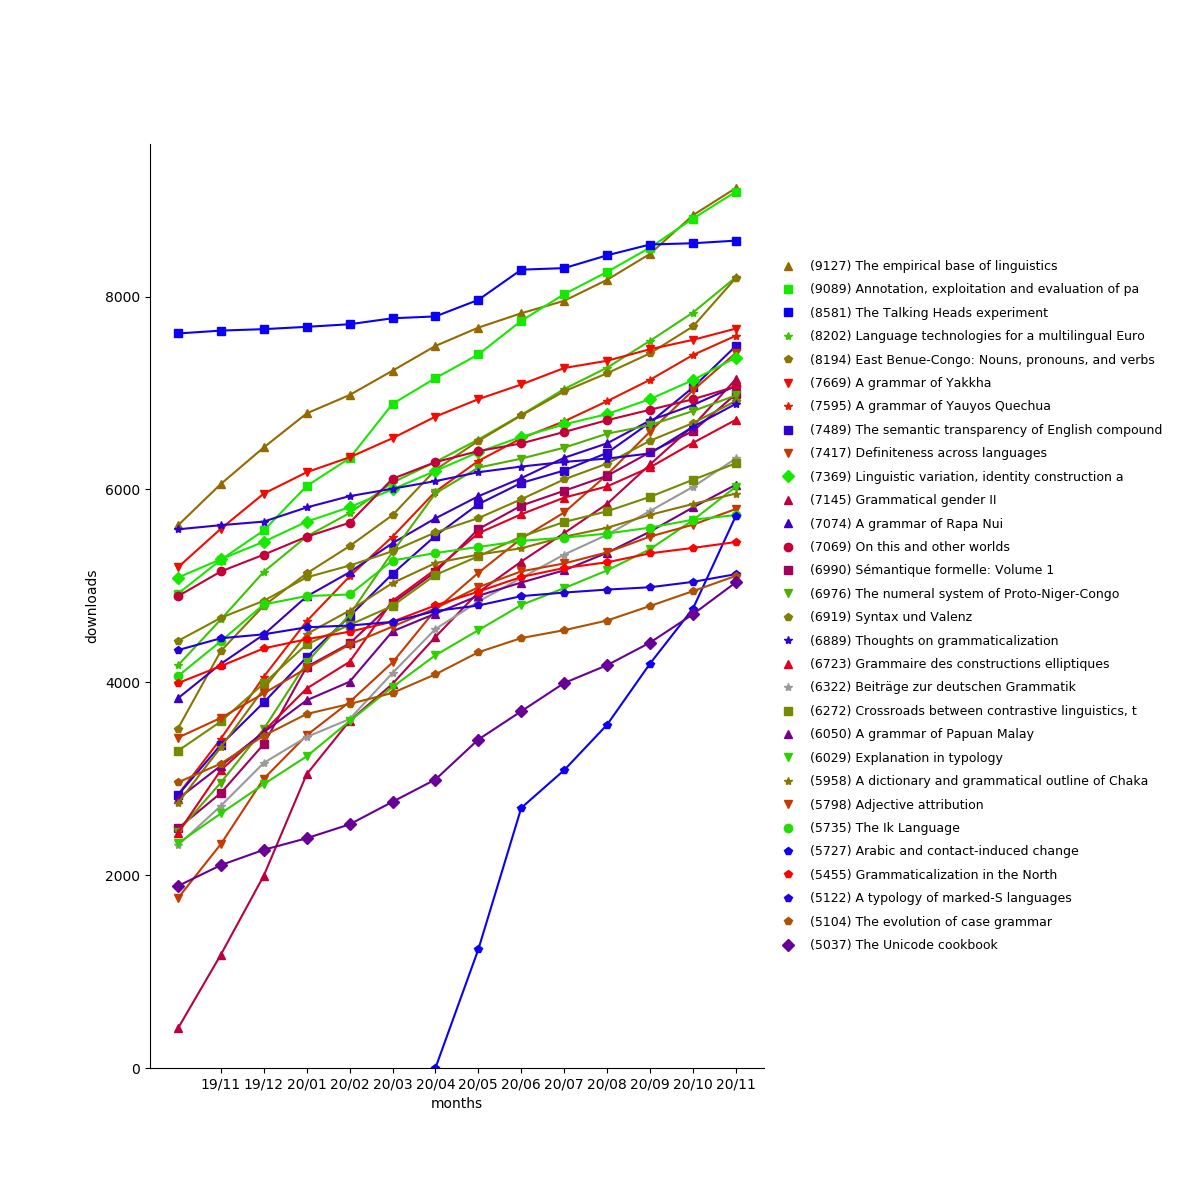 8000
6000
4000
2000
0
downloads
19/11 19/12 20/01 20/02 20/03 20/04 20/05 20/06 20/07 20/08 20/09 20/10 20/11
months
(9127) The empirical base of linguistics
(9089) Annotation, exploitation and evaluation of pa
(8581) The Talking Heads experiment
(8202) Language technologies for a multilingual Euro
(8194) East Benue-Congo: Nouns, pronouns, and verbs
(7669) A grammar of Yakkha
(7595) A grammar of Yauyos Quechua
(7489) The semantic transparency of English compound
(7417) Definiteness across languages
(7369) Linguistic variation, identity construction a
(7145) Grammatical gender II
(7074) A grammar of Rapa Nui
(7069) On this and other worlds
(6990) Sémantique formelle: Volume 1
(6976) The numeral system of Proto-Niger-Congo
(6919) Syntax und Valenz
(6889) Thoughts on grammaticalization
(6723) Grammaire des constructions elliptiques
(6322) Beiträge zur deutschen Grammatik
(6272) Crossroads between contrastive linguistics, t
(6050) A grammar of Papuan Malay
(6029) Explanation in typology
(5958) A dictionary and grammatical outline of Chaka
(5798) Adjective attribution
(5735) The Ik Language
(5727) Arabic and contact-induced change
(5455) Grammaticalization in the North
(5122) A typology of marked-S languages
(5104) The evolution of case grammar
(5037) The Unicode cookbook